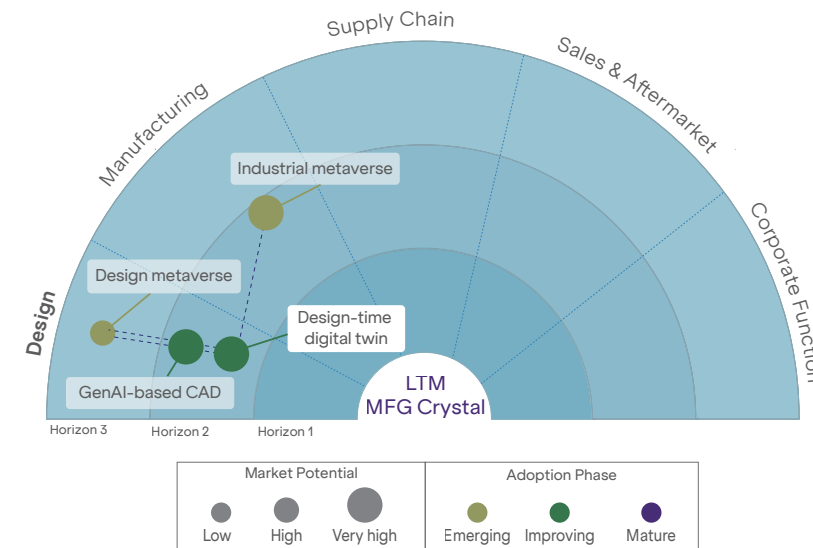 Supply Chain
Sales & Aftermarket
Manufacturing
Corporate Function
Design
Industrial metaverse
Design metaverse
Design-time
digital twin
GenAI-based CAD
LTM
MFG Crystal
Horizon 3
Horizon 2
Horizon 1
Market Potential
Low
High
Very high
Adoption Phase
Emerging
Improving
Mature